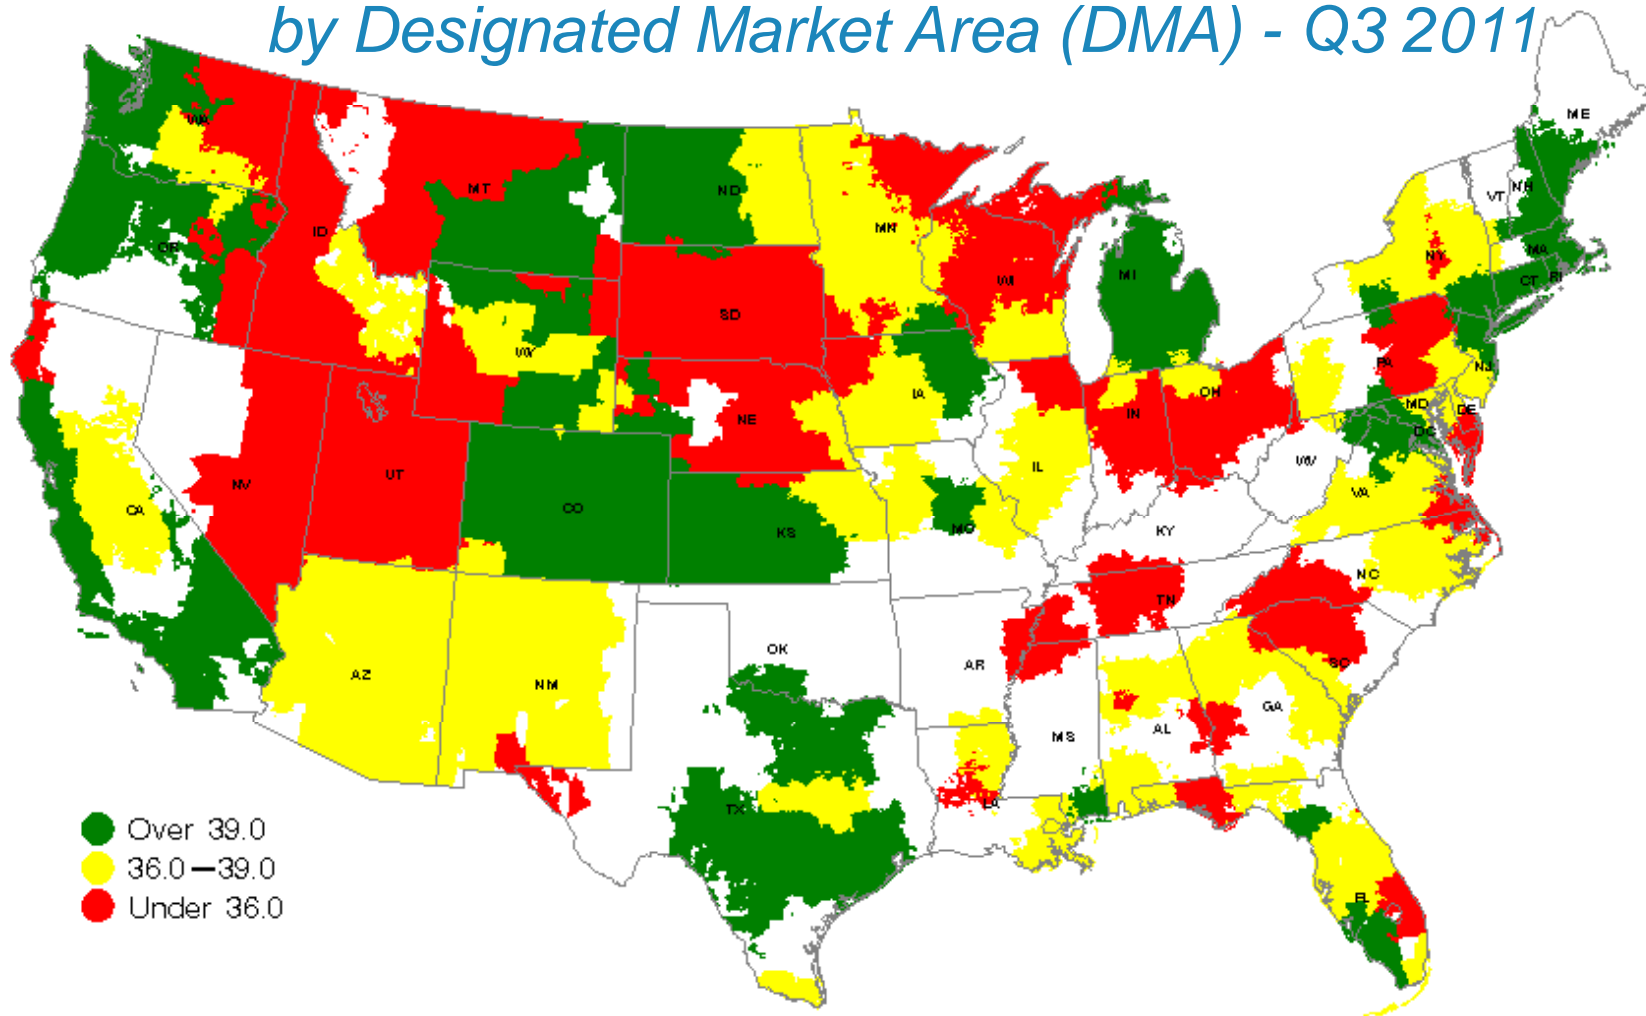 by Designated Market Area (DMA) - Q3 2011
ME
WA
VT
NH
MT
ND
MN
ID
OR
MA
NY
MI
WI
CT
RI
SD
WY
PA
NJ
IA
OH
NE
IN
MD
DE
DC
IL
WV
UT
NV
VA
CA
CO
MO
KS
KY
NC
TN
OK
AR
SC
AZ
NM
GA
AL
MS
TX
LA
FL
Over 39.0
36.0—39.0
Under 36.0